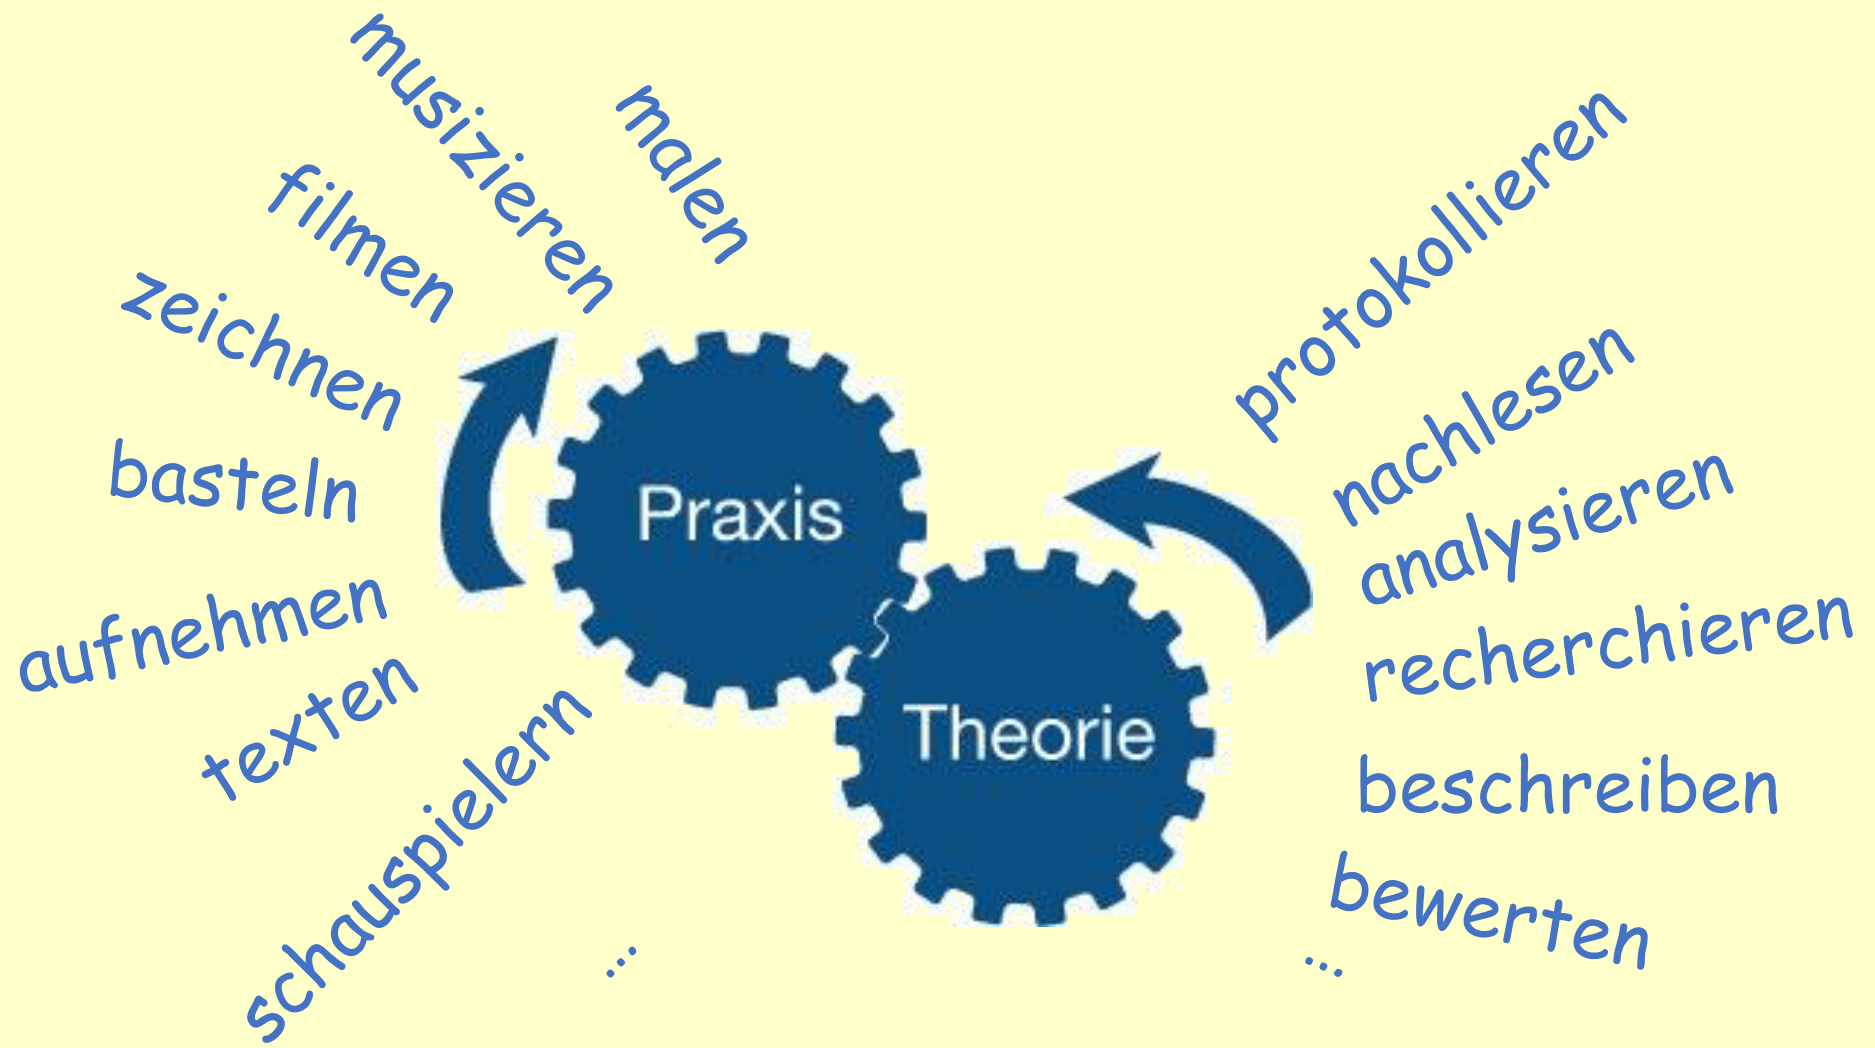 musizieren
malen
filmen
zeichnen
basteln
aufnehmen
texten
schauspielern
...
Praxis
Theorie
protokollieren
nachlesen
analysieren
recherchieren
beschreiben
bewerten
...